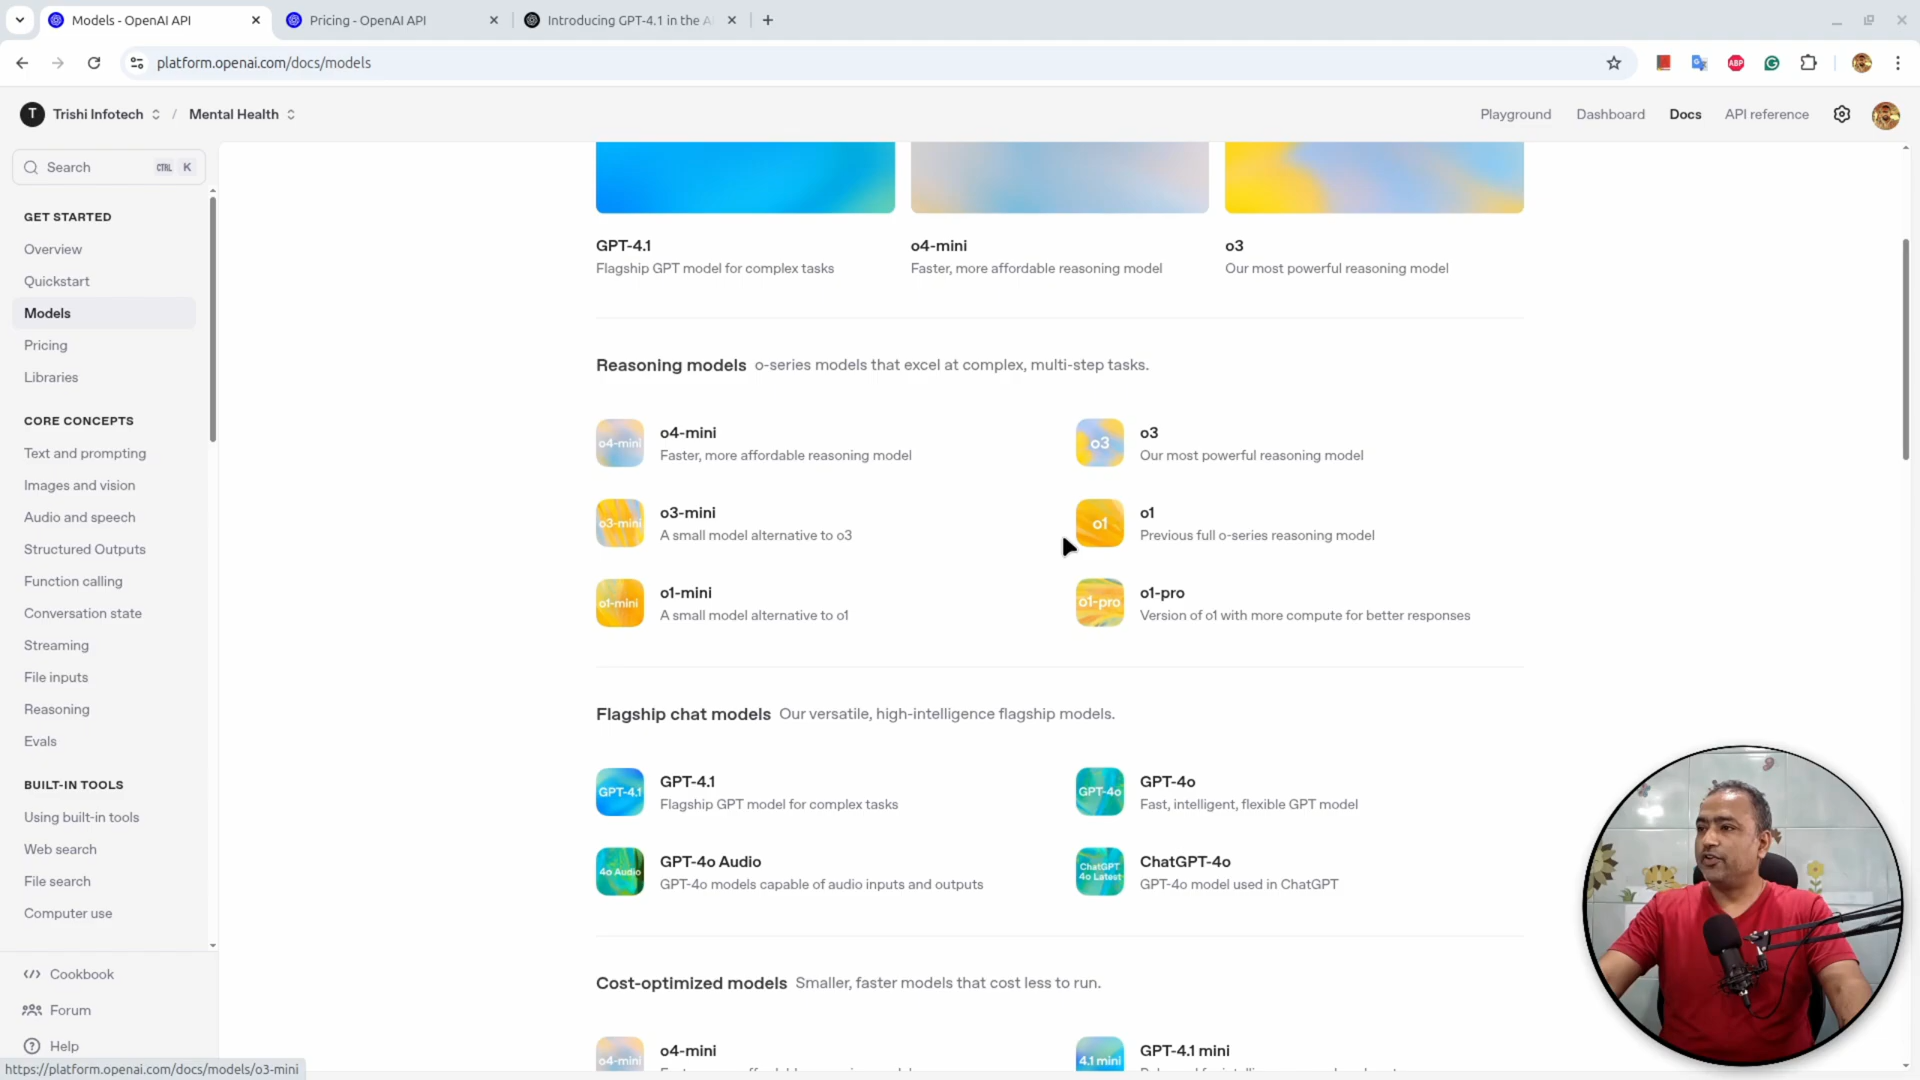 Models - OpenAI API
Pricing - OpenAI API
Introducing GPT-4.1 in the A
platform.openai.com/docs/models
ABP
T
Trishi Infotech / Mental Health
Playground
Dashboard
Docs
API reference
Search
CTRL K
GET STARTED
Overview
Quickstart
Models
Pricing
Libraries
CORE CONCEPTS
Text and prompting
Images and vision
Audio and speech
Structured Outputs
Function calling
Conversation state
Streaming
File inputs
Reasoning
Evals
BUILT-IN TOOLS
Using built-in tools
Web search
File search
Computer use
Cookbook
Forum
Help
https://platform.openai.com/docs/models/o3-mini
GPT-4.1
Flagship GPT model for complex tasks
o4-mini
Faster, more affordable reasoning model
o3
Our most powerful reasoning model
Reasoning models o-series models that excel at complex, multi-step tasks.
o4-mini
o4-mini
Faster, more affordable reasoning model
o3
o3
Our most powerful reasoning model
o3-mini
o3-mini
A small model alternative to o3
o1
o1
Previous full o-series reasoning model
o1-mini
o1-mini
A small model alternative to o1
o1-pro
o1-pro
Version of o1 with more compute for better responses
Flagship chat models Our versatile, high-intelligence flagship models.
GPT-4.1
GPT-4.1
Flagship GPT model for complex tasks
GPT-4o
GPT-4o
Fast, intelligent, flexible GPT model
4o Audio
GPT-4o Audio
GPT-4o models capable of audio inputs and outputs
ChatGPT
4o Latest
ChatGPT-4o
GPT-4o model used in ChatGPT
Cost-optimized models Smaller, faster models that cost less to run.
o4-mini
o4-mini
4.1 mini
GPT-4.1 mini